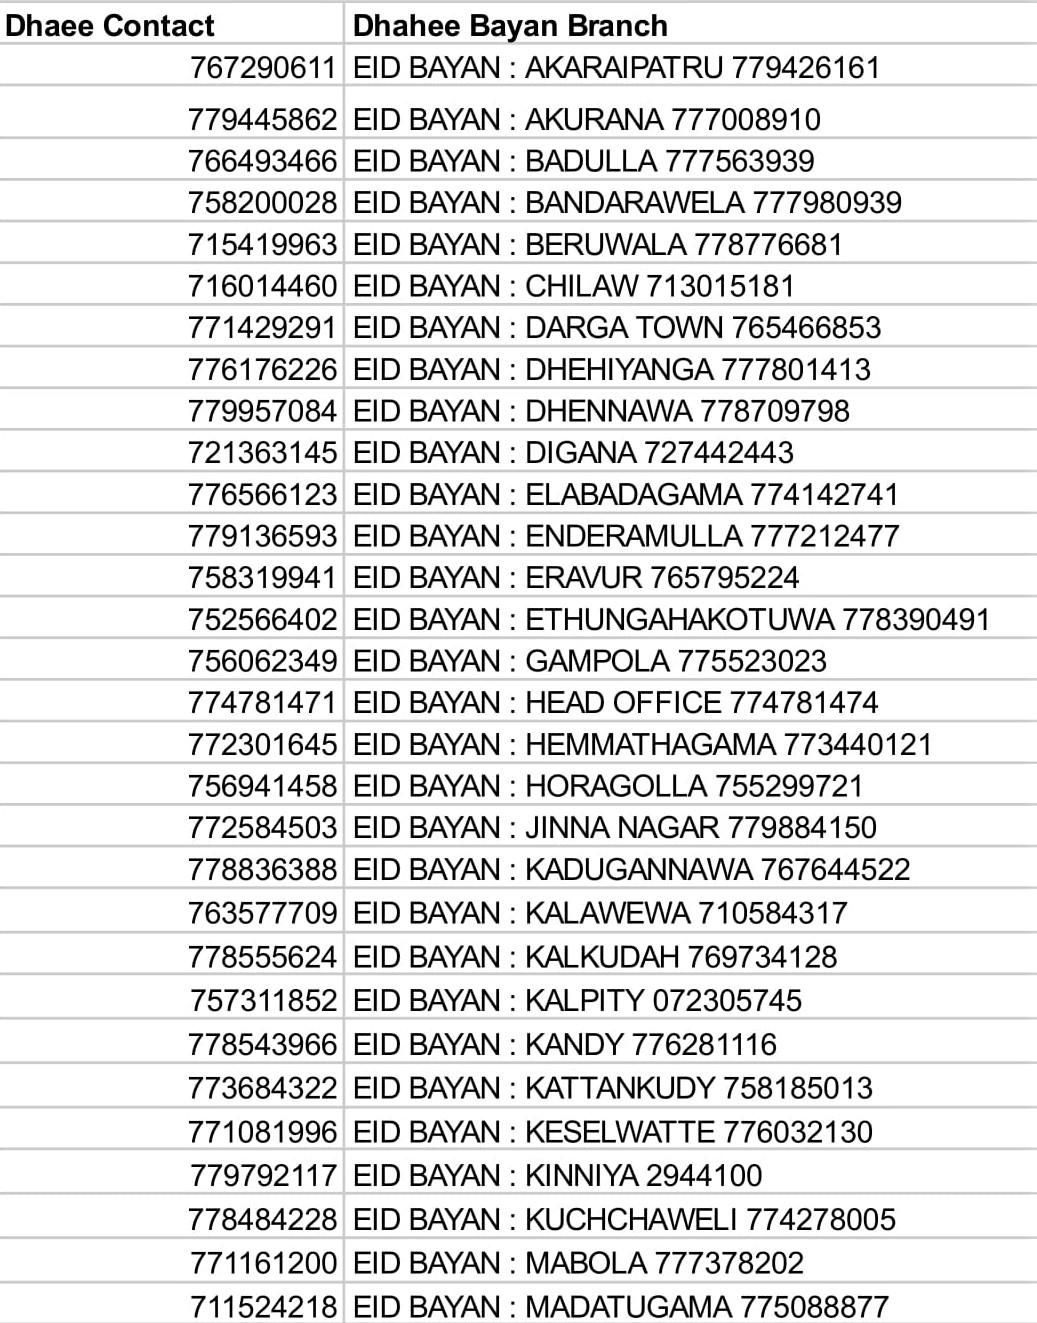 Dhaee Contact Dhahee Bayan Branch
767290611 EID BAYAN : AKARAIPATRU 779426161
779445862 EID BAYAN : AKURANA 777008910
766493466 EID BAYAN : BADULLA 777563939
758200028 EID BAYAN : BANDARAWELA 777980939
715419963 EID BAYAN : BERUWALA 778776681
716014460 EID BAYAN : CHILAW 713015181
771429291 EID BAYAN : DARGA TOWN 765466853
776176226 EID BAYAN : DHEHIYANGA 777801413
779957084 EID BAYAN : DHENNAWA 778709798
721363145 EID BAYAN : DIGANA 727442443
776566123 EID BAYAN : ELABADAGAMA 774142741
779136593 EID BAYAN : ENDERAMULLA 777212477
758319941 EID BAYAN : ERAVUR 765795224
752566402 EID BAYAN : ETHUNGAHAKOTUWA 778390491
756062349 EID BAYAN : GAMPOLA 775523023
774781471 EID BAYAN : HEAD OFFICE 774781474
772301645 EID BAYAN : HEMMATHAGAMA 773440121
756941458 EID BAYAN : HORAGOLLA 755299721
772584503 EID BAYAN : JINNA NAGAR 779884150
778836388 EID BAYAN : KADUGANNAWA 767644522
763577709 EID BAYAN : KALAWEWA 710584317
778555624 EID BAYAN : KALKUDAH 769734128
757311852 EID BAYAN : KALPITY 072305745
778543966 EID BAYAN : KANDY 776281116
773684322 EID BAYAN : KATTANKUDY 758185013
771081996 EID BAYAN : KESELWATTE 776032130
779792117 EID BAYAN : KINNIYA 2944100
778484228 EID BAYAN : KUCHCHAWELI 774278005
771161200 EID BAYAN : MABOLA 777378202
711524218 EID BAYAN : MADATUGAMA 775088877